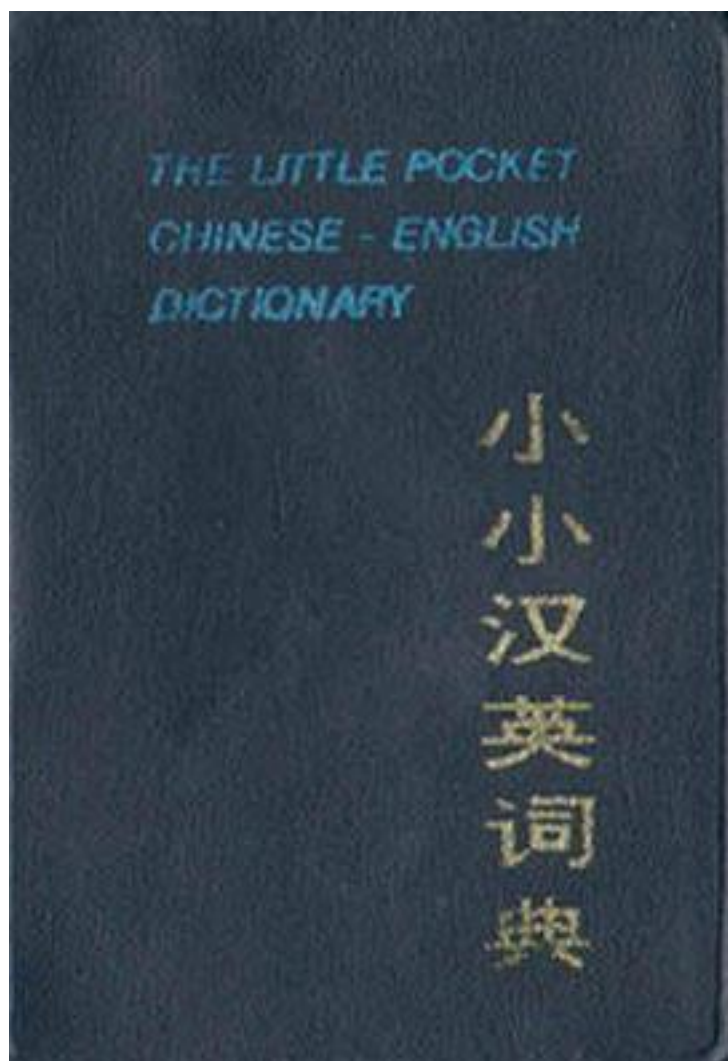 THE LITTLE POCKET
CHINESE - ENGLISH
DICTIONARY
小小汉英词典